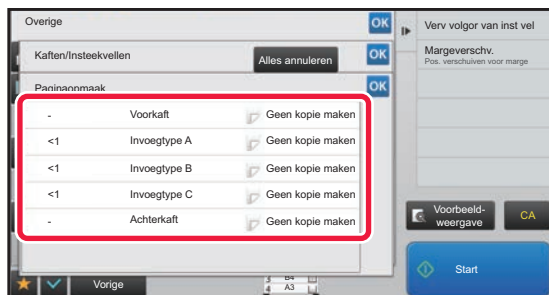 Overige
OK
Kaften/Insteekvellen
Alles annuleren
OK
Paginaopmaak
OK
- Voorkaft Geen kopie maken
<1 Invoegtype A Geen kopie maken
<1 Invoegtype B Geen kopie maken
<1 Invoegtype C Geen kopie maken
- Achterkaft Geen kopie maken
Vorige
3 B4
4 A3
Verv volgor van inst vel
Margeverschv.
Pos. verschuiven voor marge
Voorbeeld-
weergave
CA
Start